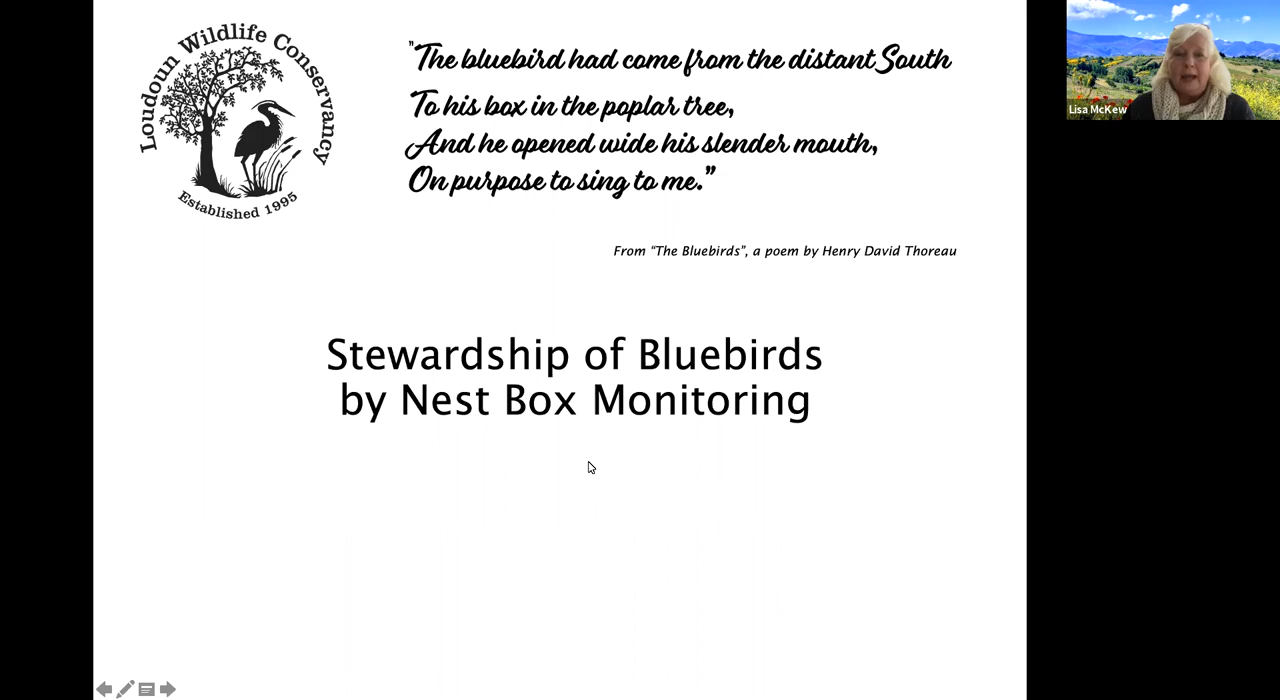 Loudoun Wildlife Conservancy
Established 1995
"The bluebird had come from the distant South
To his box in the poplar tree,
And he opened wide his slender mouth,
On purpose to sing to me.”
From “The Bluebirds”, a poem by Henry David Thoreau
Stewardship of Bluebirds
by Nest Box Monitoring
Lisa McKew